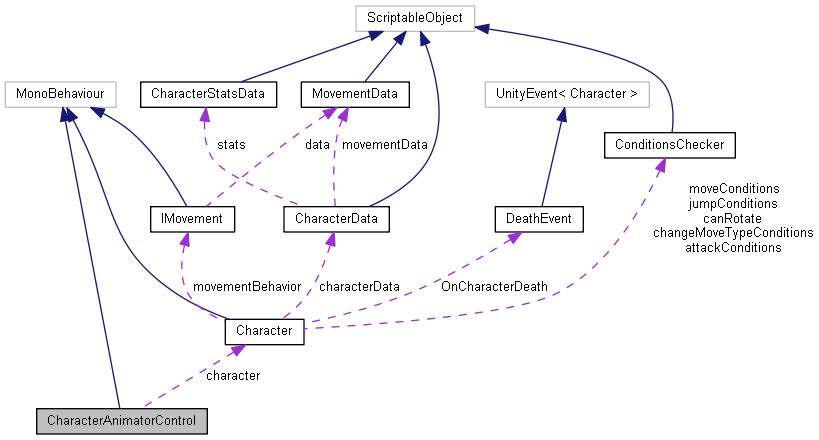 ScriptableObject
MonoBehaviour
CharacterStatsData
MovementData
UnityEvent< Character >
stats
data
movementData
ConditionsChecker
moveConditions
jumpConditions
canRotate
changeMoveTypeConditions
attackConditions
IMovement
CharacterData
DeathEvent
movementBehavior
characterData
OnCharacterDeath
Character
character
CharacterAnimatorControl